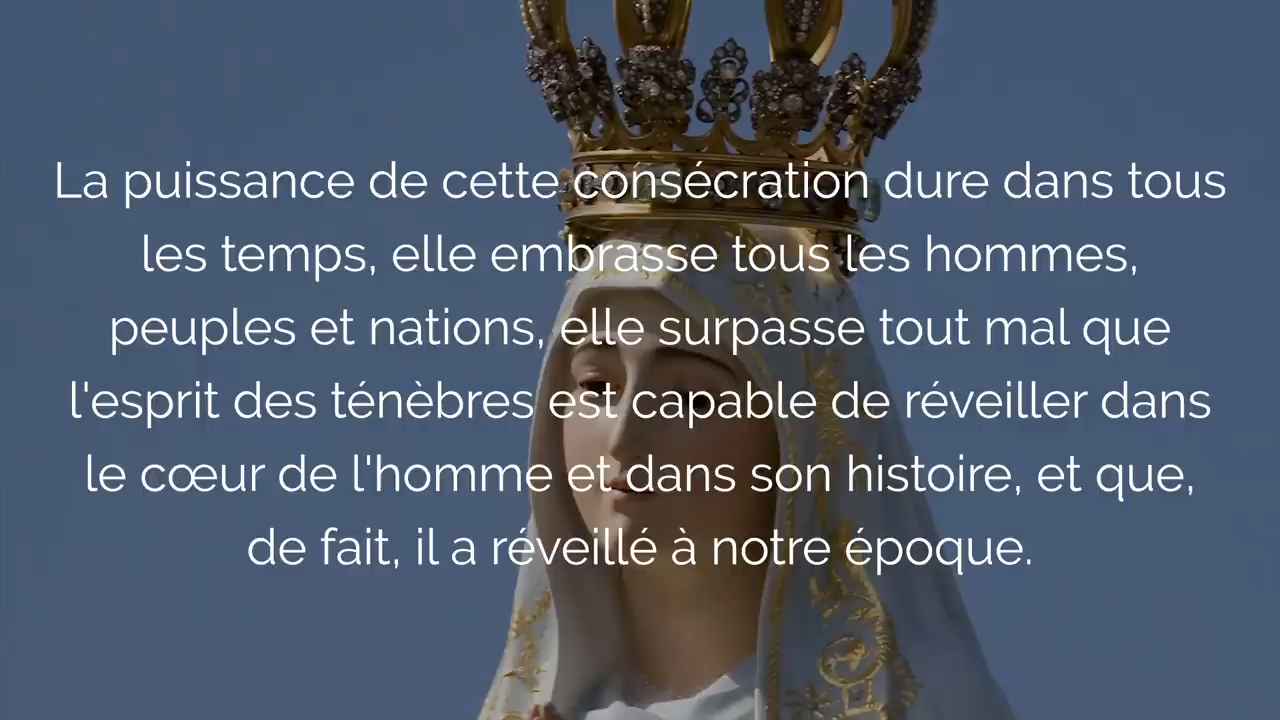 La puissance de cette consécration dure dans tous
les temps, elle embrasse tous les hommes,
peuples et nations, elle surpasse tout mal que
l'esprit des ténèbres est capable de réveiller dans
le cœur de l'homme et dans son histoire, et que,
de fait, il a réveillé à notre époque.